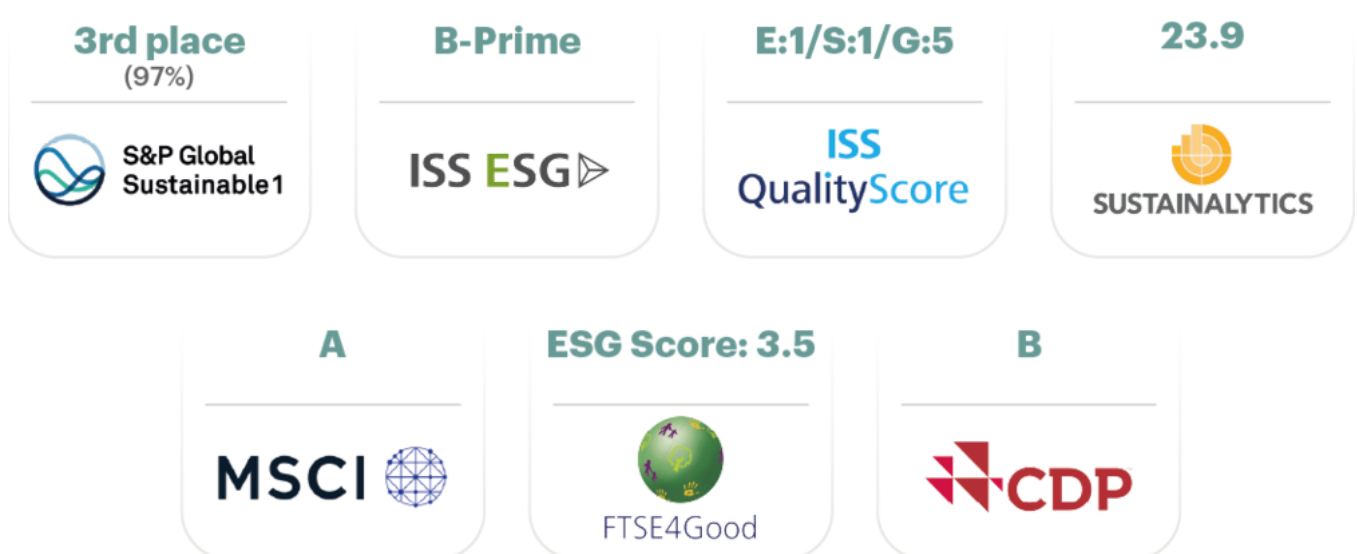 3rd place
(97%)
S&P Global
Sustainable1
B-Prime
ISS ESG
E:1/S:1/G:5
ISS
QualityScore
23.9
SUSTAINALYTICS
A
MSCI
ESG Score: 3.5
FTSE4Good
B
CDP